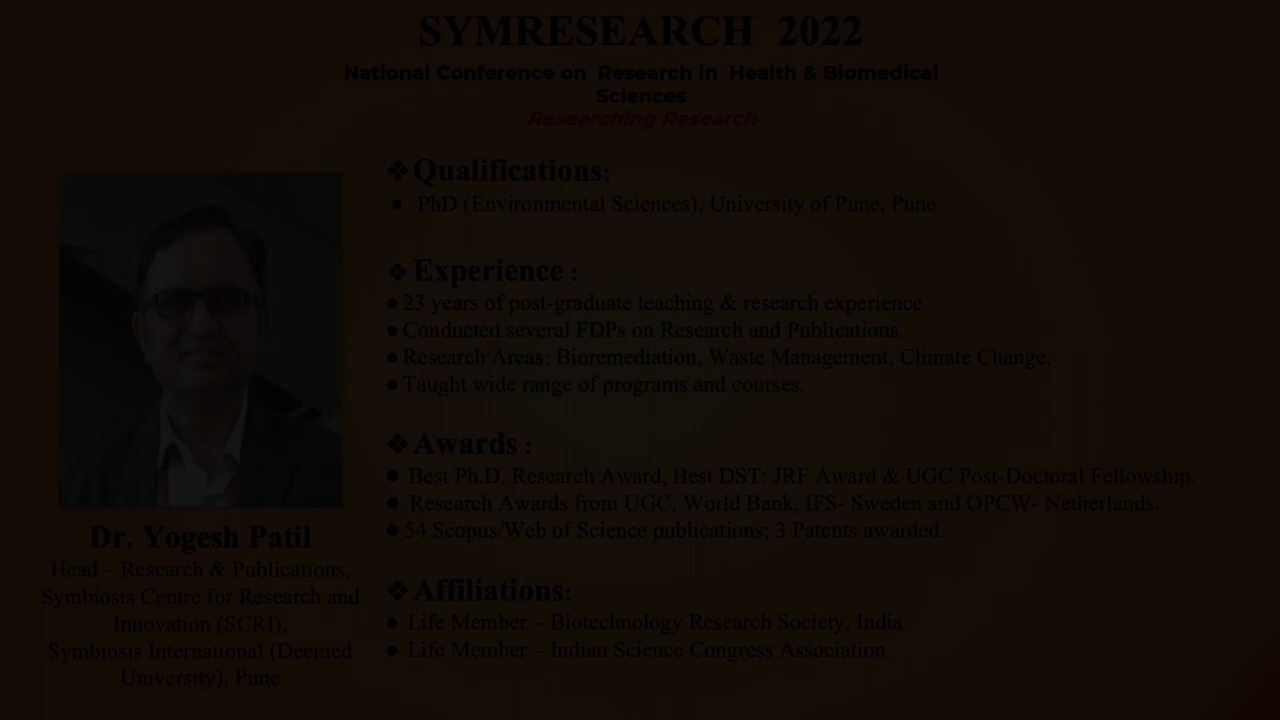 SYMRESEARCH 2022
National Conference on Research in Health & Biomedical
Sciences
Researching Research
❖Qualifications:
● PhD (Environmental Sciences), University of Pune, Pune
❖Experience :
●23 years of post-graduate teaching & research experience.
●Conducted several FDPs on Research and Publications.
●Research Areas: Bioremediation, Waste Management, Climate Change.
●Taught wide range of programs and courses.
❖Awards :
● Best Ph.D. Research Award, Best DST: JRF Award & UGC Post-Doctoral Fellowship.
● Research Awards from UGC, World Bank, IFS- Sweden and OPCW- Netherlands.
●54 Scopus/Web of Science publications; 3 Patents awarded.
❖Affiliations:
● Life Member – Biotechnology Research Society, India
● Life Member – Indian Science Congress Association
Dr. Yogesh Patil
Head – Research & Publications,
Symbiosis Centre for Research and
Innovation (SCRI),
Symbiosis International (Deemed
University), Pune